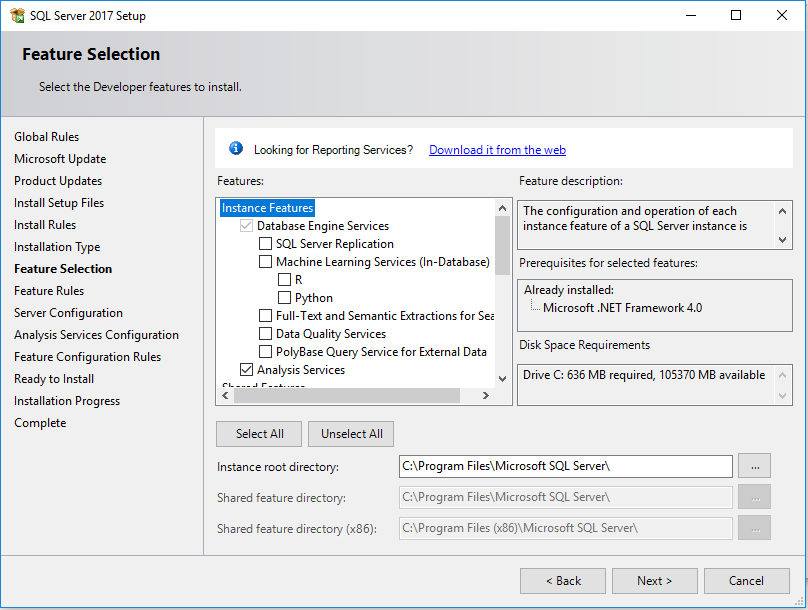 SQL Server 2017 Setup
Feature Selection
Select the Developer features to install.
Global Rules
Microsoft Update
Product Updates
Install Setup Files
Install Rules
Installation Type
Feature Selection
Feature Rules
Server Configuration
Analysis Services Configuration
Feature Configuration Rules
Ready to Install
Installation Progress
Complete
Looking for Reporting Services? Download it from the web
Features:
Instance Features
Database Engine Services
SQL Server Replication
Machine Learning Services (In-Database)
R
Python
Full-Text and Semantic Extractions for Sea
Data Quality Services
PolyBase Query Service for External Data
Analysis Services
Shared Features
Feature description:
The configuration and operation of each
instance feature of a SQL Server instance is
Prerequisites for selected features:
Already installed:
Microsoft .NET Framework 4.0
Disk Space Requirements
Drive C: 636 MB required, 105370 MB available
Select All
Unselect All
Instance root directory:
C:\Program Files\Microsoft SQL Server\
...
Shared feature directory:
C:\Program Files\Microsoft SQL Server\
...
Shared feature directory (x86):
C:\Program Files (x86)\Microsoft SQL Server\
...
< Back
Next >
Cancel